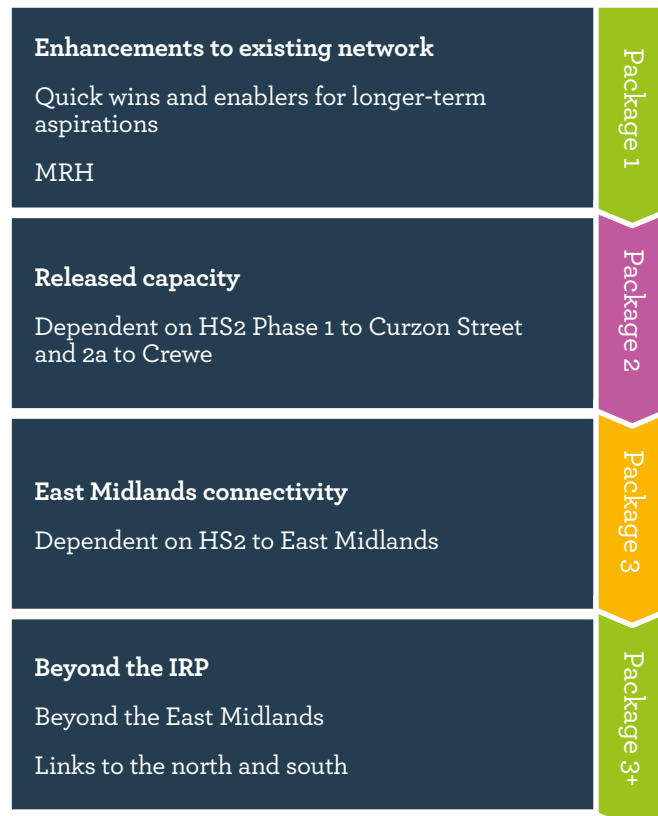 Enhancements to existing network
Quick wins and enablers for longer-term
aspirations
MRH
Package 1
Released capacity
Dependent on HS2 Phase 1 to Curzon Street
and 2a to Crewe
Package 2
East Midlands connectivity
Dependent on HS2 to East Midlands
Package 3
Beyond the IRP
Beyond the East Midlands
Links to the north and south
Package 3+